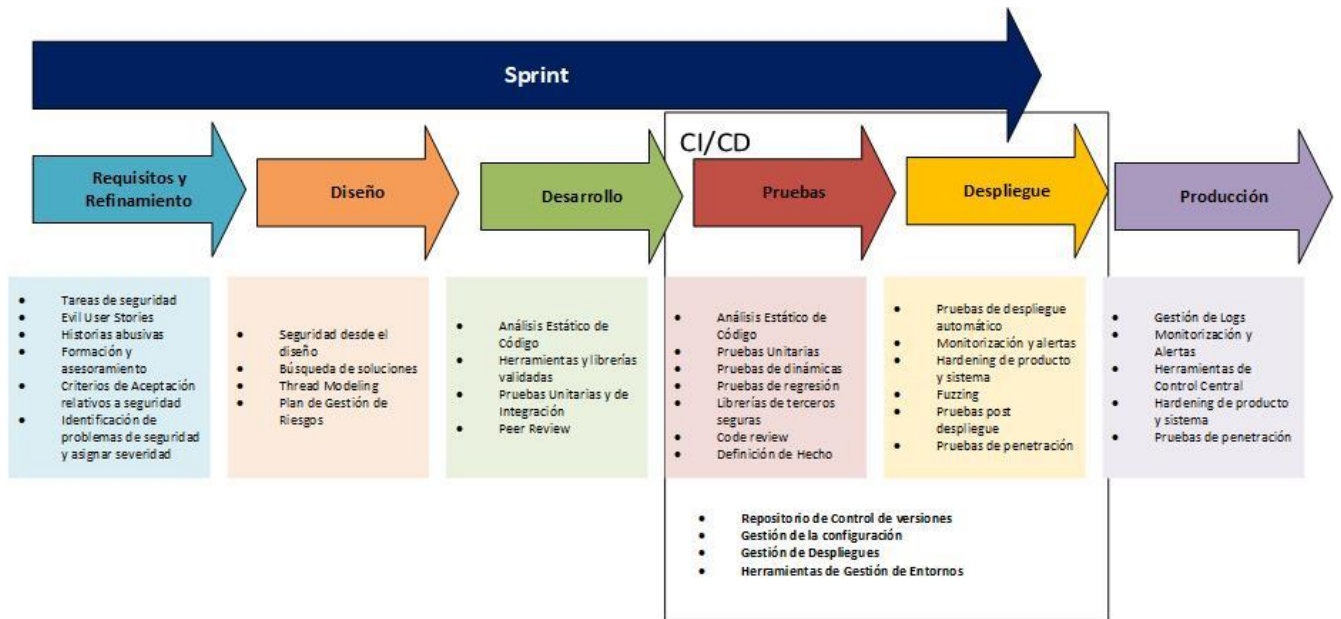 Sprint
CI/CD
Requisitos y
Refinamiento
Diseño
Desarrollo
Pruebas
Despliegue
Producción
• Tareas de seguridad
• Evil User Stories
• Historias abusivas
• Formación y
asesoramiento
• Criterios de Aceptación
relativos a seguridad
• Identificación de
problemas de seguridad
y asignar severidad
• Seguridad desde el
diseño
• Búsqueda de soluciones
• Thread Modeling
• Plan de Gestión de
Riesgos
• Análisis Estático de
Código
• Herramientas y librerías
validadas
• Pruebas Unitarias y de
Integración
• Peer Review
• Análisis Estático de
Código
• Pruebas Unitarias
• Pruebas de dinámicas
• Pruebas de regresión
• Librerías de terceros
seguras
• Code review
• Definición de Hecho
• Pruebas de despliegue
automático
• Monitorización y alertas
• Hardening de producto
y sistema
• Fuzzing
• Pruebas post
despliegue
• Pruebas de penetración
• Gestión de Logs
• Monitorización y
Alertas
• Herramientas de
Control Central
• Hardening de producto
y sistema
• Pruebas de penetración
• Repositorio de Control de versiones
• Gestión de la configuración
• Gestión de Despliegues
• Herramientas de Gestión de Entornos